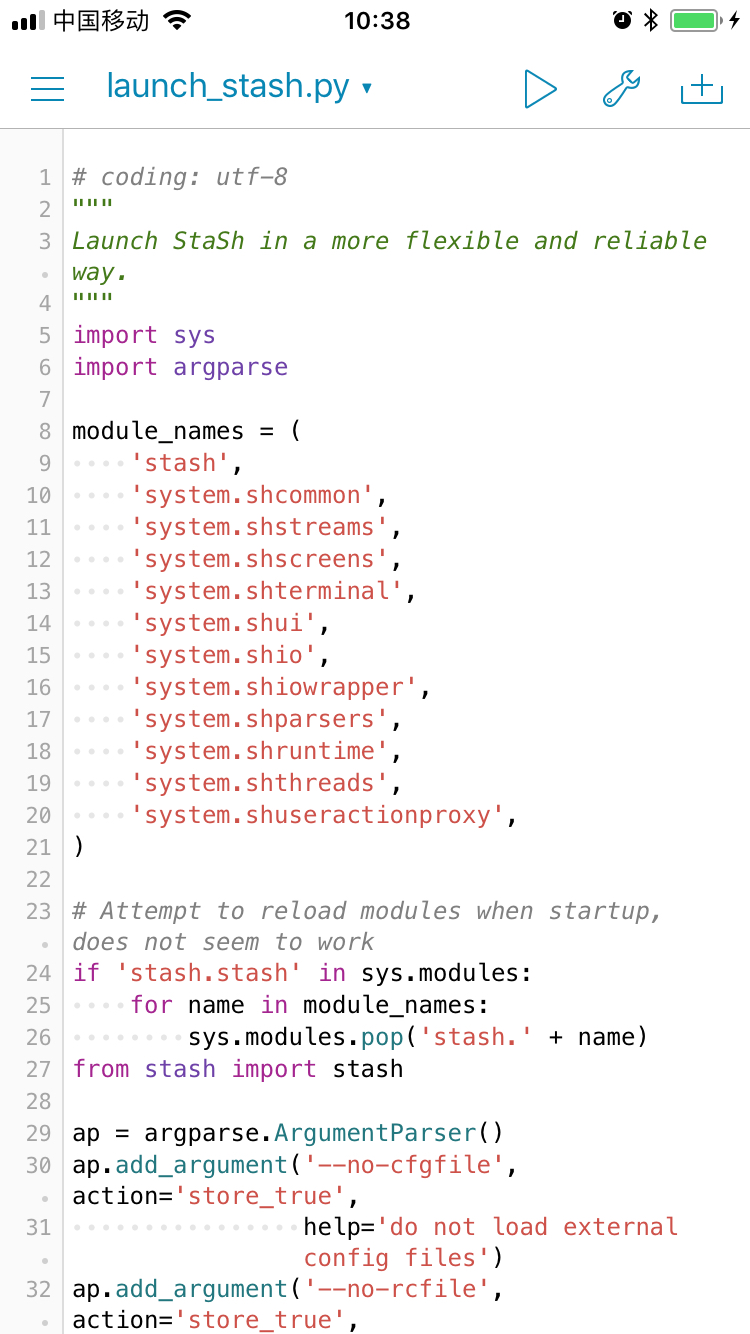 中国移动 10:38
launch_stash.py ▾
1 # coding: utf-8
2 """
3 Launch StaSh in a more flexible and reliable
way.
4 """
5 import sys
6 import argparse
7
8 module_names = (
9 'stash',
10 'system.shcommon',
11 'system.shstreams',
12 'system.shscreens',
13 'system.shterminal',
14 'system.shui',
15 'system.shio',
16 'system.shiowrapper',
17 'system.shparsers',
18 'system.shruntime',
19 'system.shthreads',
20 'system.shuseractionproxy',
21 )
22
23 # Attempt to reload modules when startup,
does not seem to work
24 if 'stash.stash' in sys.modules:
25 for name in module_names:
26 sys.modules.pop('stash.' + name)
27 from stash import stash
28
29 ap = argparse.ArgumentParser()
30 ap.add_argument('--no-cfgfile',
action='store_true',
31 help='do not load external
config files')
32 ap.add_argument('--no-rcfile',
action='store_true',